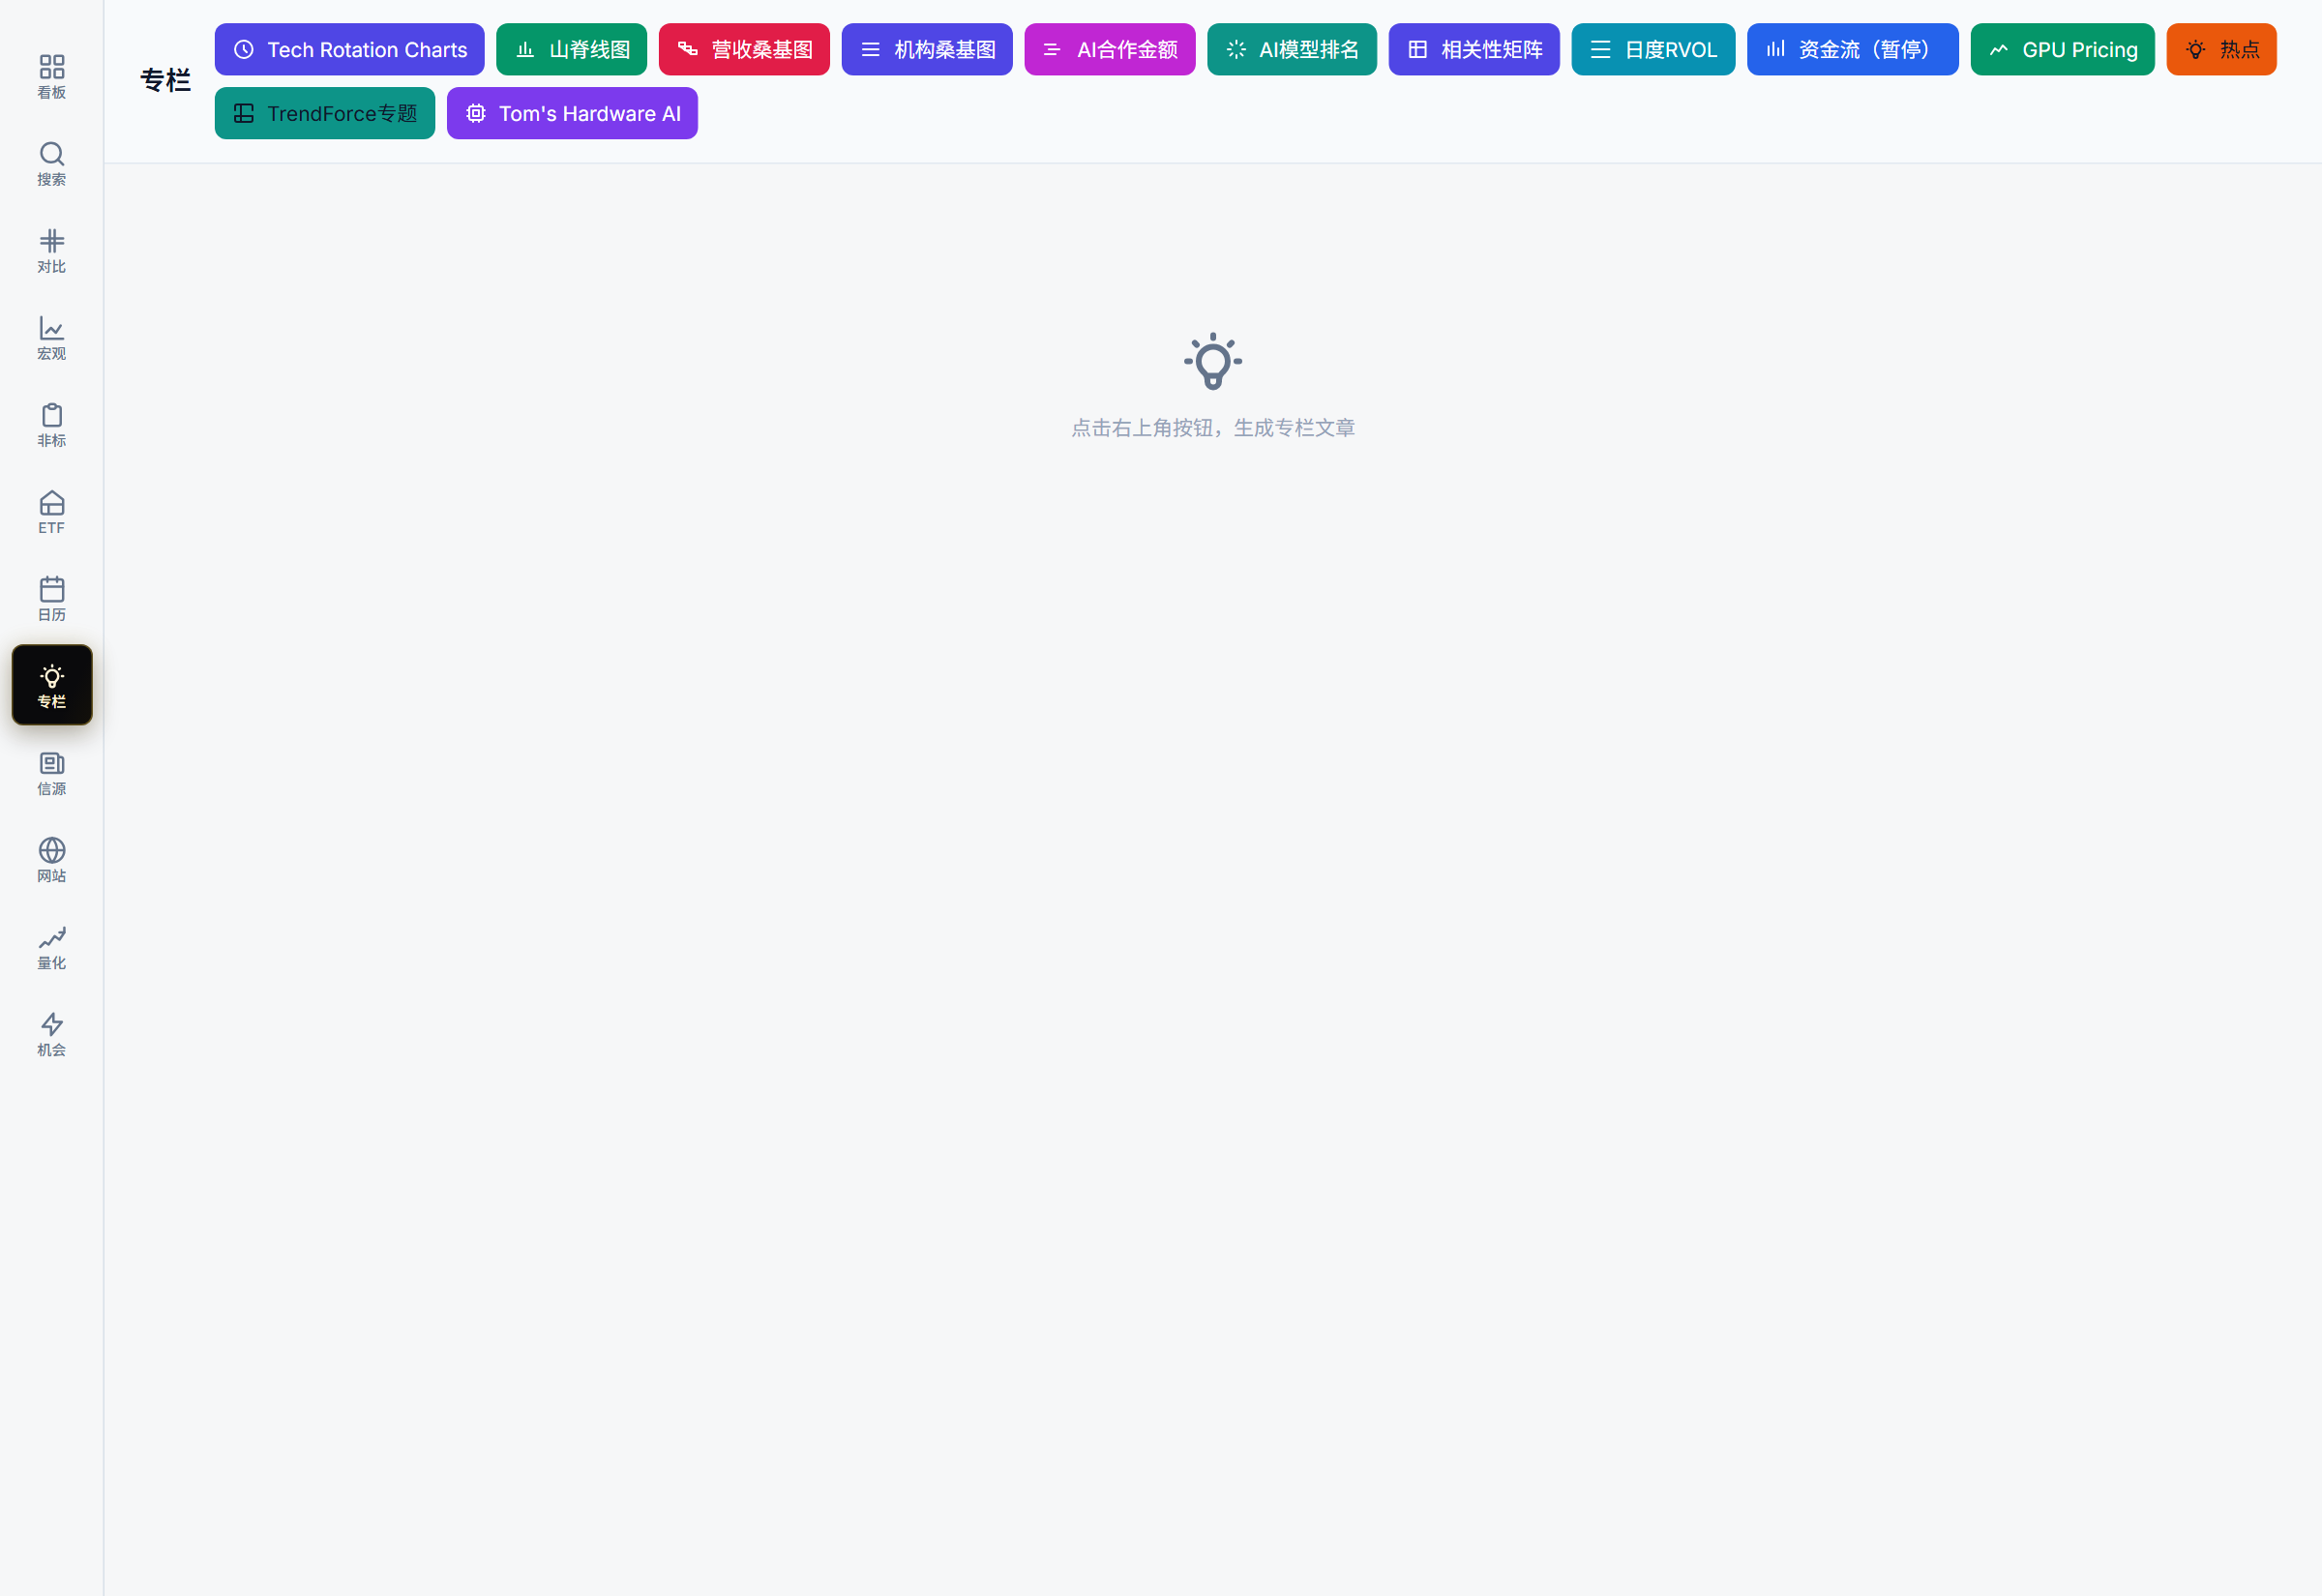 看板
搜索
对比
宏观
非标
ETF
日历
专栏
信源
网站
量化
机会
专栏
Tech Rotation Charts
山脊线图
营收桑基图
机构桑基图
AI合作金额
AI模型排名
相关性矩阵
日度RVOL
资金流（暂停）
GPU Pricing
热点
TrendForce专题
Tom's Hardware AI
点击右上角按钮，生成专栏文章